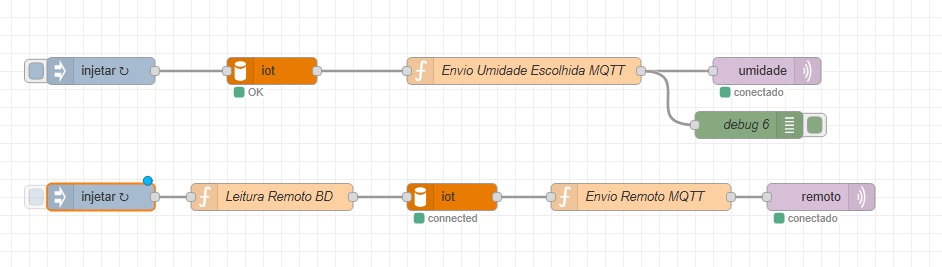 injetar ↻
iot
Envio Umidade Escolhida MQTT
umidade
OK
conectado
debug 6
injetar ↻
Leitura Remoto BD
iot
Envio Remoto MQTT
remoto
connected
conectado